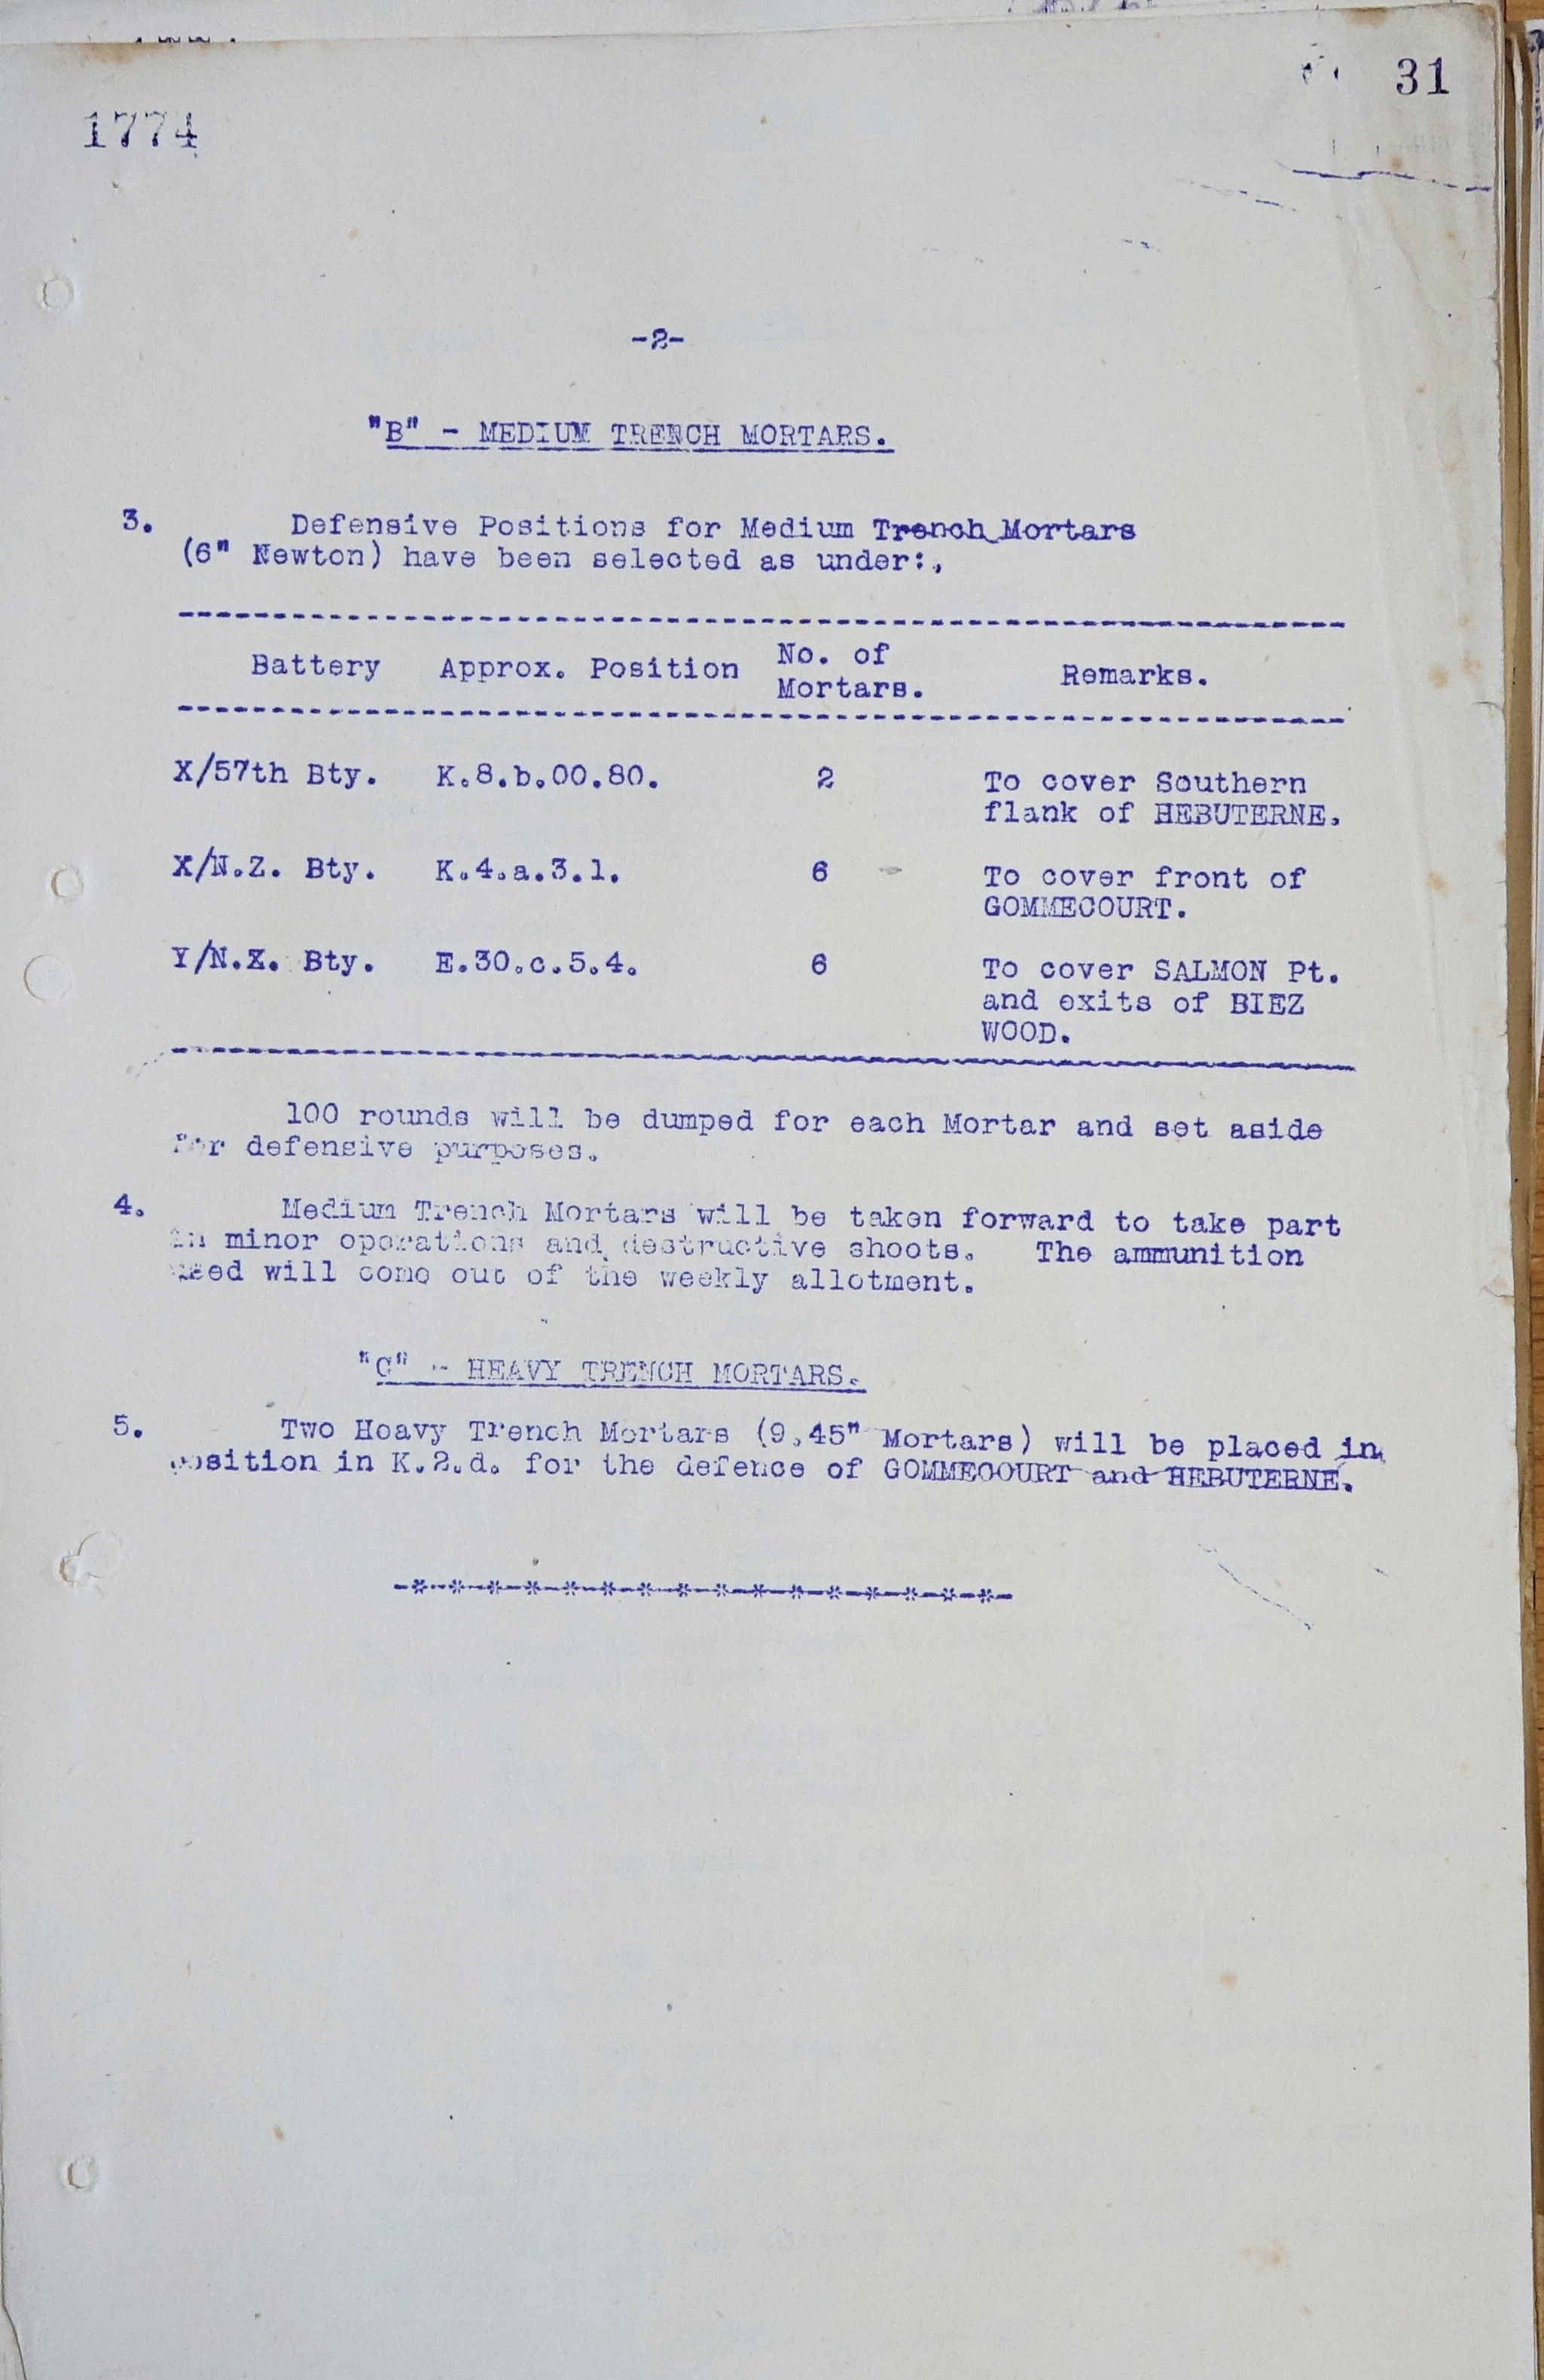 31
1774
-2-
"B" - MEDIUM TRENCH MORTARS.
3. Defensive Positions for Medium Trench Mortars
(6" Newton) have been selected as under:,
Battery Approx. Position No. of Mortars. Remarks.
X/57th Bty. K.8.b.00.80. 2 To cover Southern
flank of HEBUTERNE.
X/N.Z. Bty. K.4.a.3.1. 6 To cover front of
GOMMECOURT.
Y/N.Z. Bty. E.30.c.5.4. 6 To cover SALMON Pt.
and exits of BIEZ
WOOD.
100 rounds will be dumped for each Mortar and set aside
for defensive purposes.
4. Medium Trench Mortars will be taken forward to take part
in minor operations and destructive shoots. The ammunition
used will come out of the weekly allotment.
"C" - HEAVY TRENCH MORTARS.
5. Two Heavy Trench Mortars (9.45" Mortars) will be placed in
position in K.2.d. for the defence of GOMMECOURT and HEBUTERNE.
-*-*-*-*-*-*-*-*-*-*-*-*-*-*-*-*-